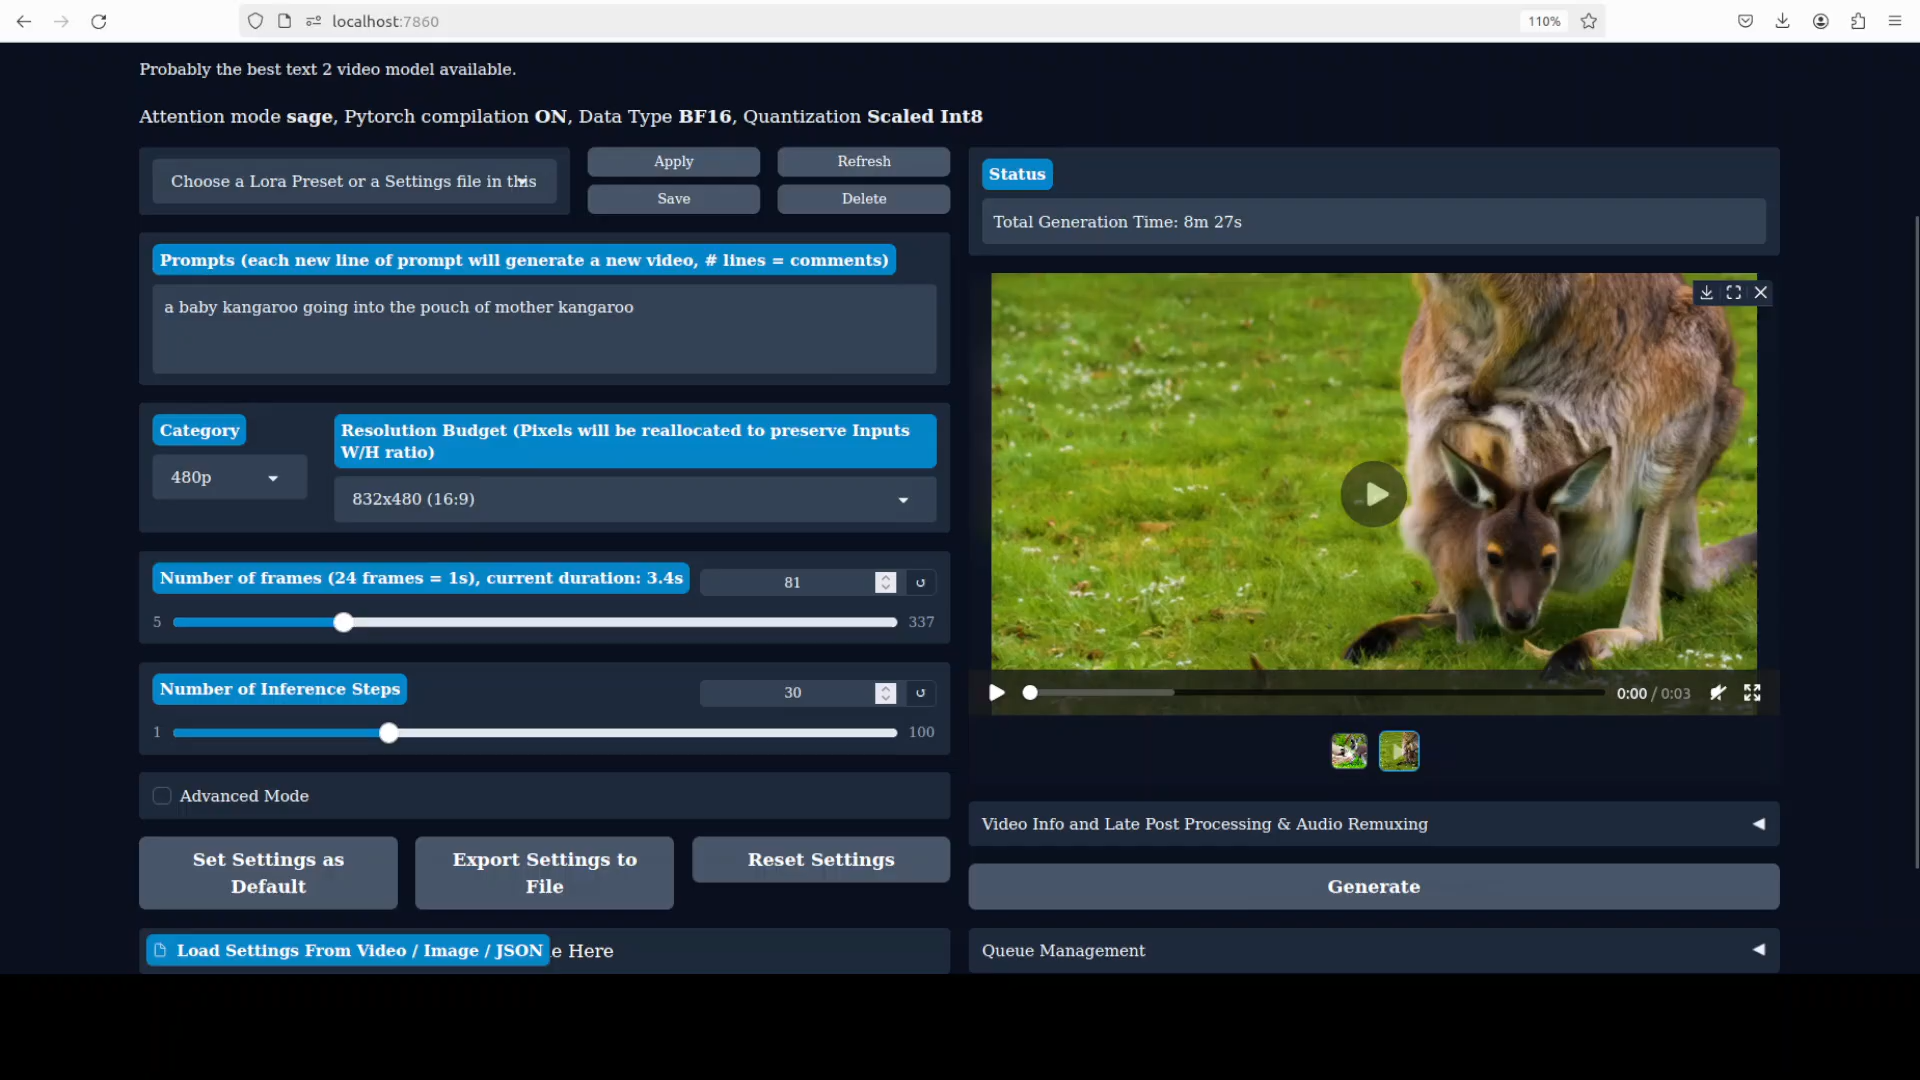 localhost:7860
110%
Probably the best text 2 video model available.
Attention mode sage, Pytorch compilation ON, Data Type BF16, Quantization Scaled Int8
Choose a Lora Preset or a Settings file in this
Apply
Refresh
Save
Delete
Status
Total Generation Time: 8m 27s
Prompts (each new line of prompt will generate a new video, # lines = comments)
a baby kangaroo going into the pouch of mother kangaroo
Category
480p
Resolution Budget (Pixels will be reallocated to preserve Inputs
W/H ratio)
832x480 (16:9)
Number of frames (24 frames = 1s), current duration: 3.4s
81
5
337
Number of Inference Steps
30
1
100
0:00 / 0:03
Advanced Mode
Set Settings as
Default
Export Settings to
File
Reset Settings
Video Info and Late Post Processing & Audio Remuxing
Generate
Load Settings From Video / Image / JSON
e Here
Queue Management